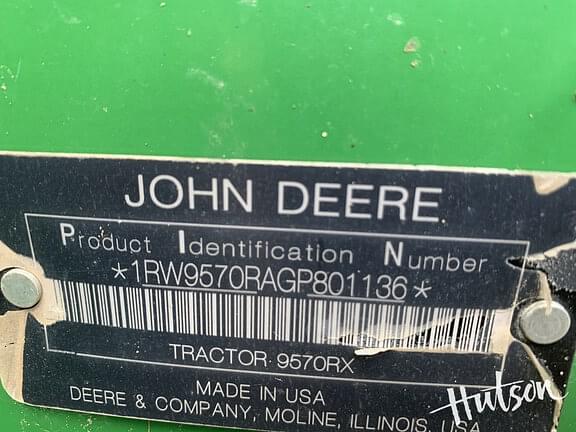 JOHN DEERE
Product Identification Number
*1RW9570RAGP801136*
TRACTOR 9570RX
MADE IN USA
DEERE & COMPANY, MOLINE, ILLINOIS, USA
Hutson